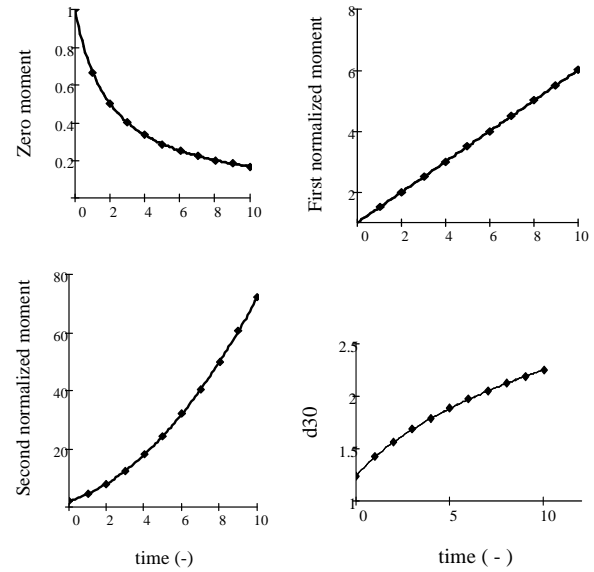 Zero moment
1
0.8
0.6
0.4
0.2
0 2 4 6 8 10
First normalized moment
8
6
4
2
0 2 4 6 8 10
Second normalized moment
80
60
40
20
0 2 4 6 8 10
time (-)
d30
2.5
2
1.5
1
0 5 10
time ( - )